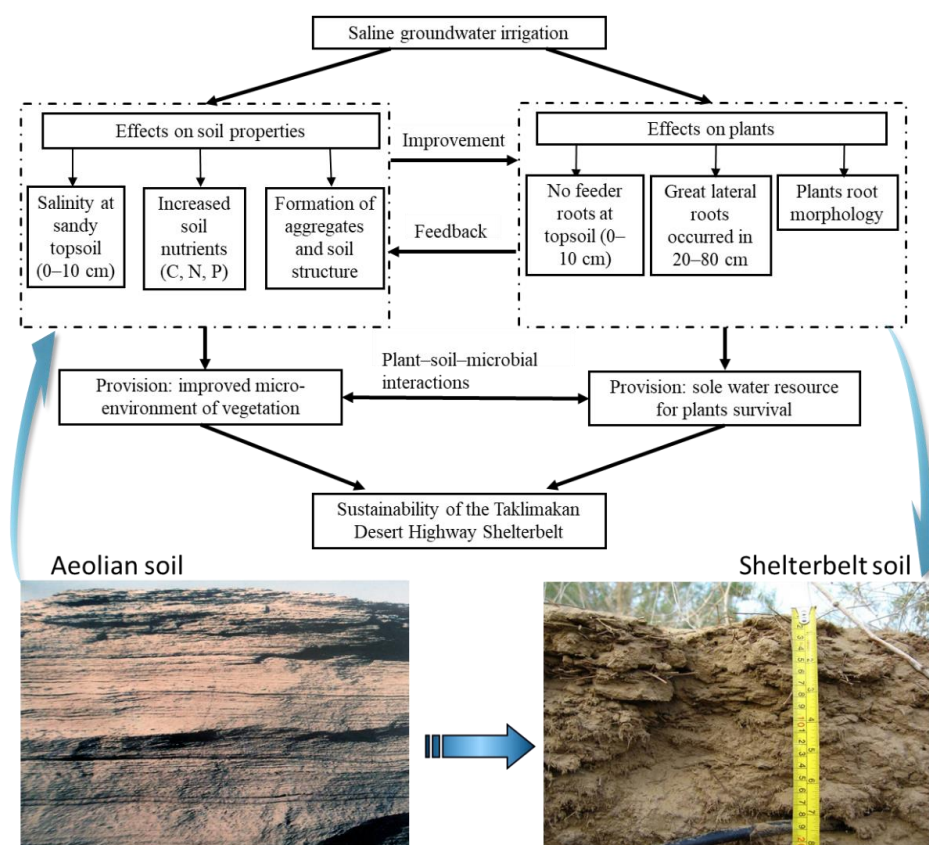 Saline groundwater irrigation
Effects on soil properties
Improvement
Effects on plants
Salinity at
sandy
topsoil
(0–10 cm)
Increased
soil
nutrients
(C, N, P)
Formation of
aggregates
and soil
structure
Feedback
No feeder
roots at
topsoil (0–
10 cm)
Great lateral
roots
occurred in
20–80 cm
Plants root
morphology
Provision: improved micro-
environment of vegetation
Plant–soil–microbial
interactions
Provision: sole water resource
for plants survival
Sustainability of the Taklimakan
Desert Highway Shelterbelt
Aeolian soil
Shelterbelt soil